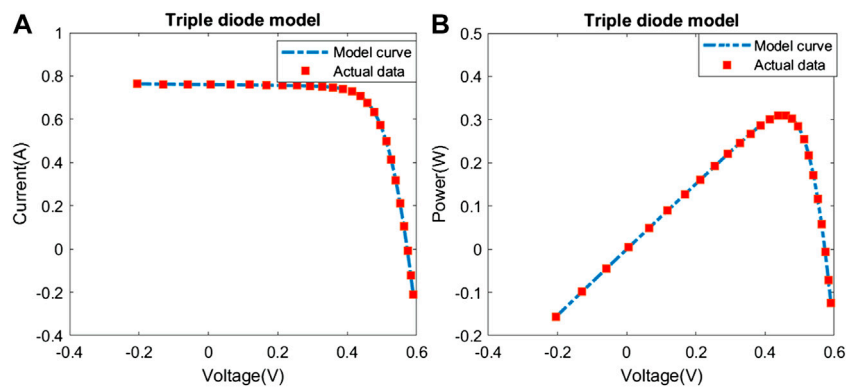 A
Triple diode model
Model curve
Actual data
Current(A)
1
0.8
0.6
0.4
0.2
0
-0.2
-0.4
-0.4 -0.2 0 0.2 0.4 0.6
Voltage(V)
B
Triple diode model
Model curve
Actual data
Power(W)
0.5
0.4
0.3
0.2
0.1
0
-0.1
-0.2
-0.4 -0.2 0 0.2 0.4 0.6
Voltage(V)